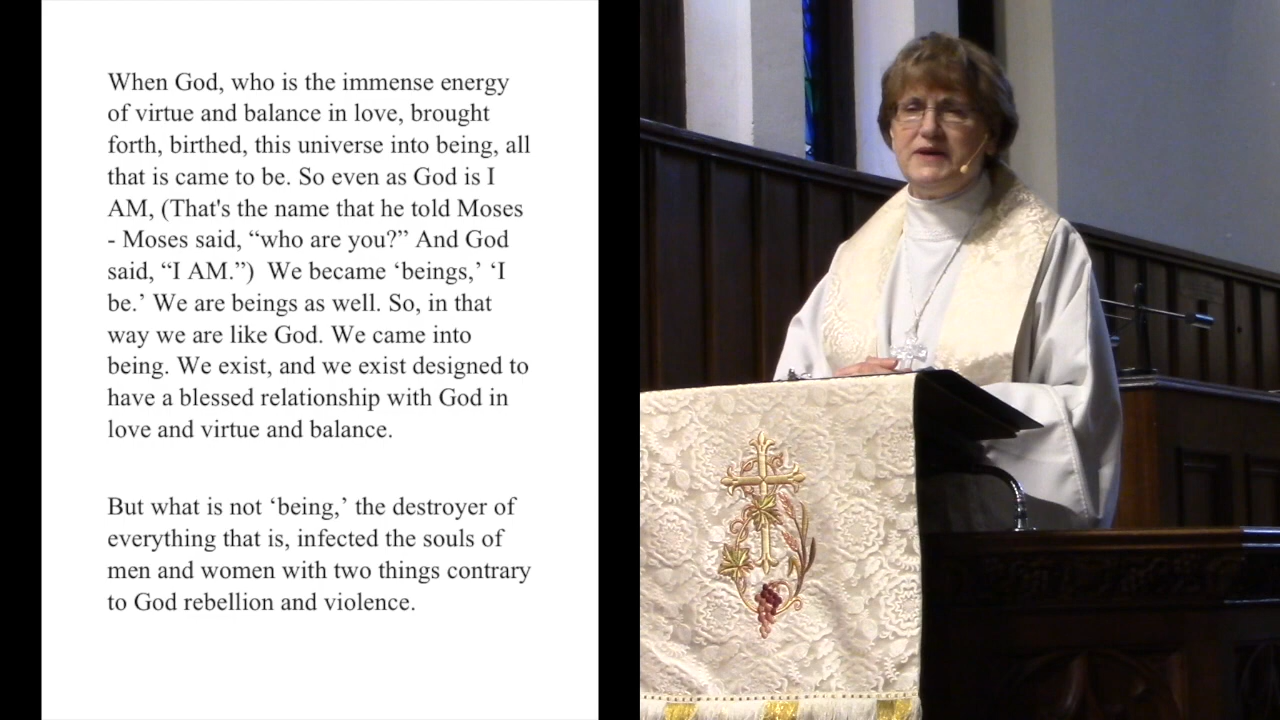 When God, who is the immense energy
of virtue and balance in love, brought
forth, birthed, this universe into being, all
that is came to be. So even as God is I
AM, (That's the name that he told Moses
- Moses said, “who are you?” And God
said, “I AM.”)  We became ‘beings,’ ‘I
be.’ We are beings as well. So, in that
way we are like God. We came into
being. We exist, and we exist designed to
have a blessed relationship with God in
love and virtue and balance.
But what is not ‘being,’ the destroyer of
everything that is, infected the souls of
men and women with two things contrary
to God rebellion and violence.